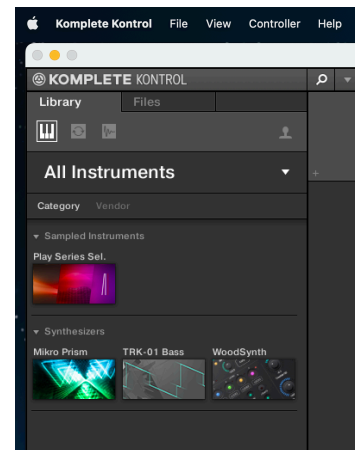 Komplete Kontrol File View Controller Help
KOMPLETE KONTROL
Library Files
All Instruments
Category Vendor
Sampled Instruments
Play Series Sel.
Synthesizers
Mikro Prism TRK-01 Bass WoodSynth